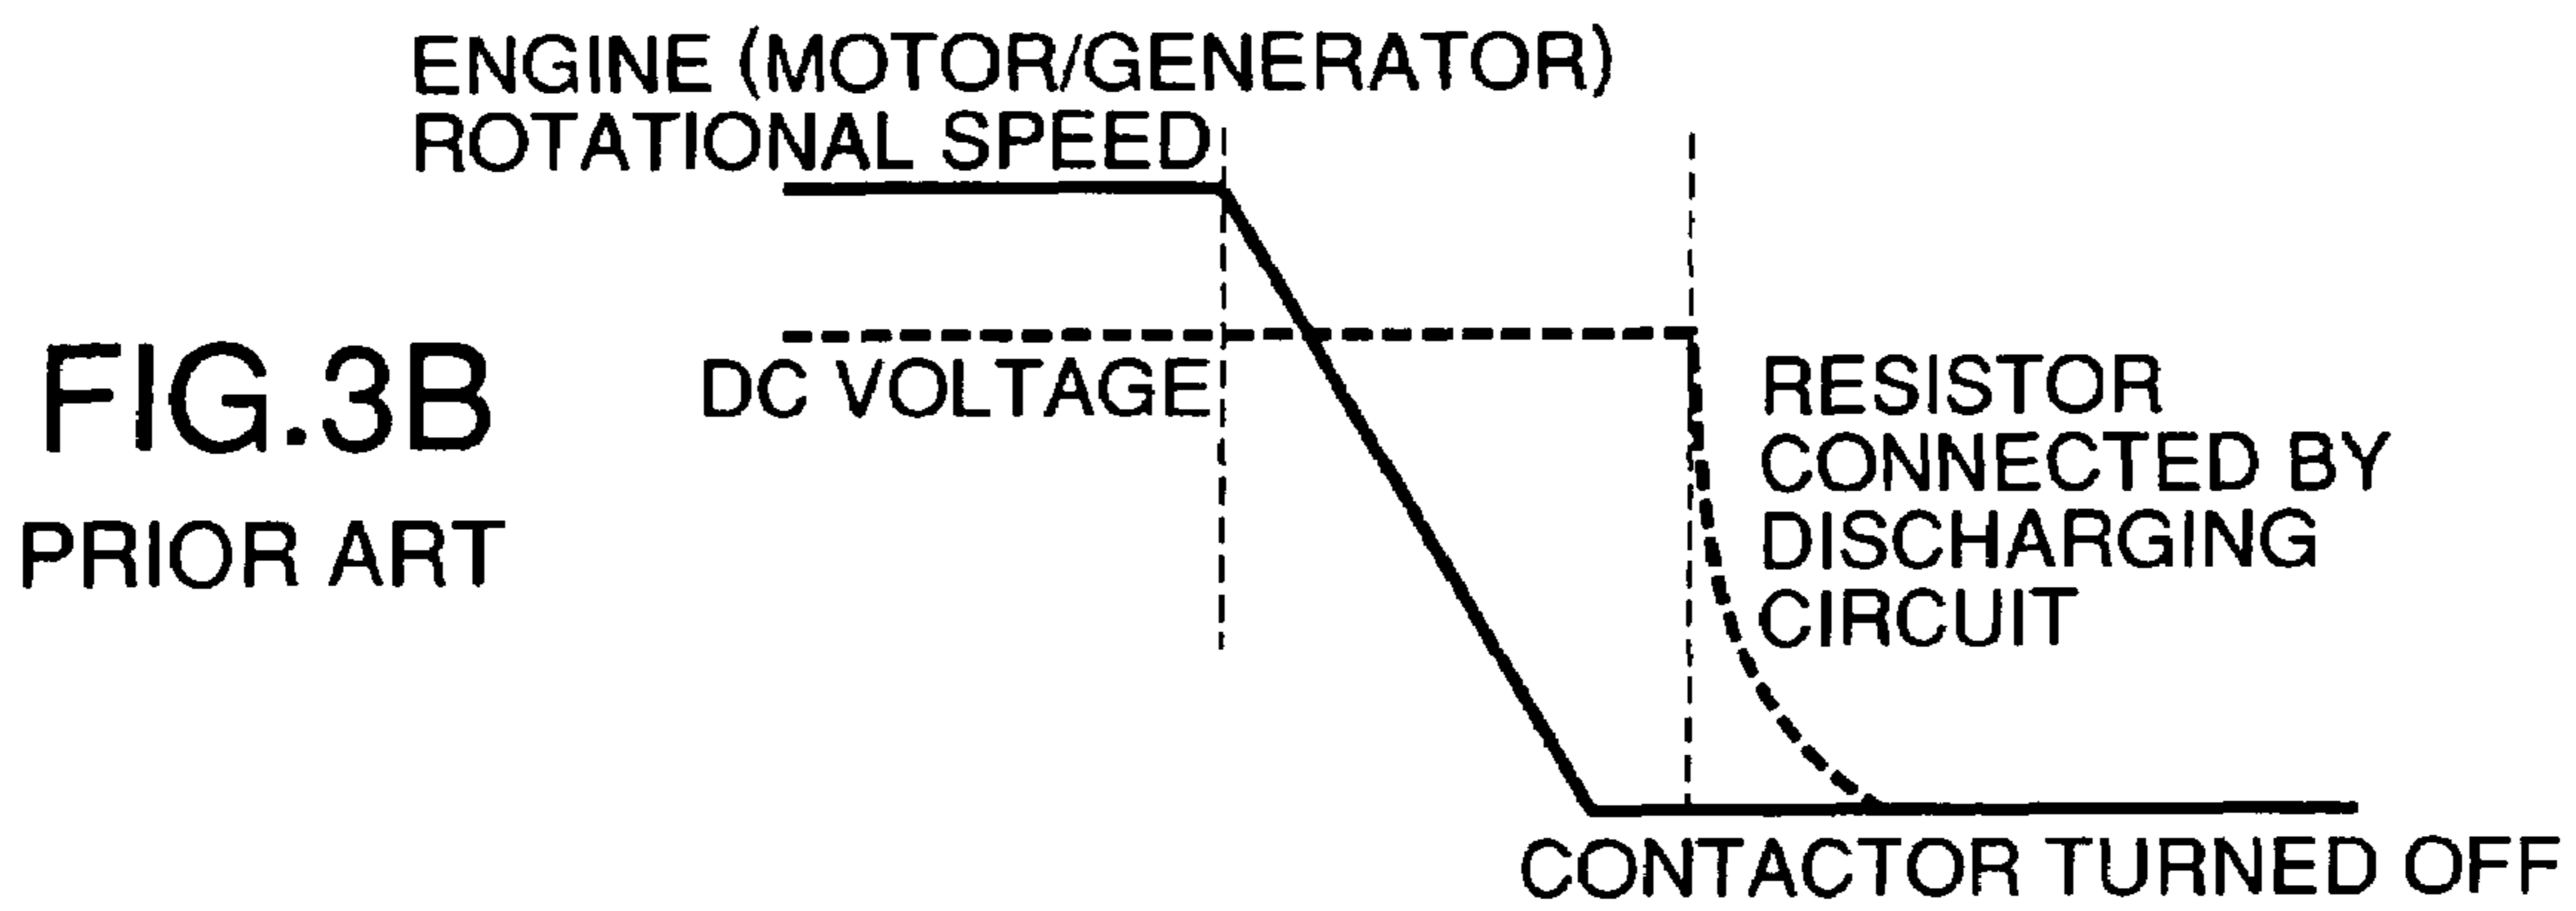 ENGINE (MOTOR/GENERATOR)
ROTATIONAL SPEED
FIG.3B
PRIOR ART
DC VOLTAGE
RESISTOR
CONNECTED BY
DISCHARGING
CIRCUIT
CONTACTOR TURNED OFF